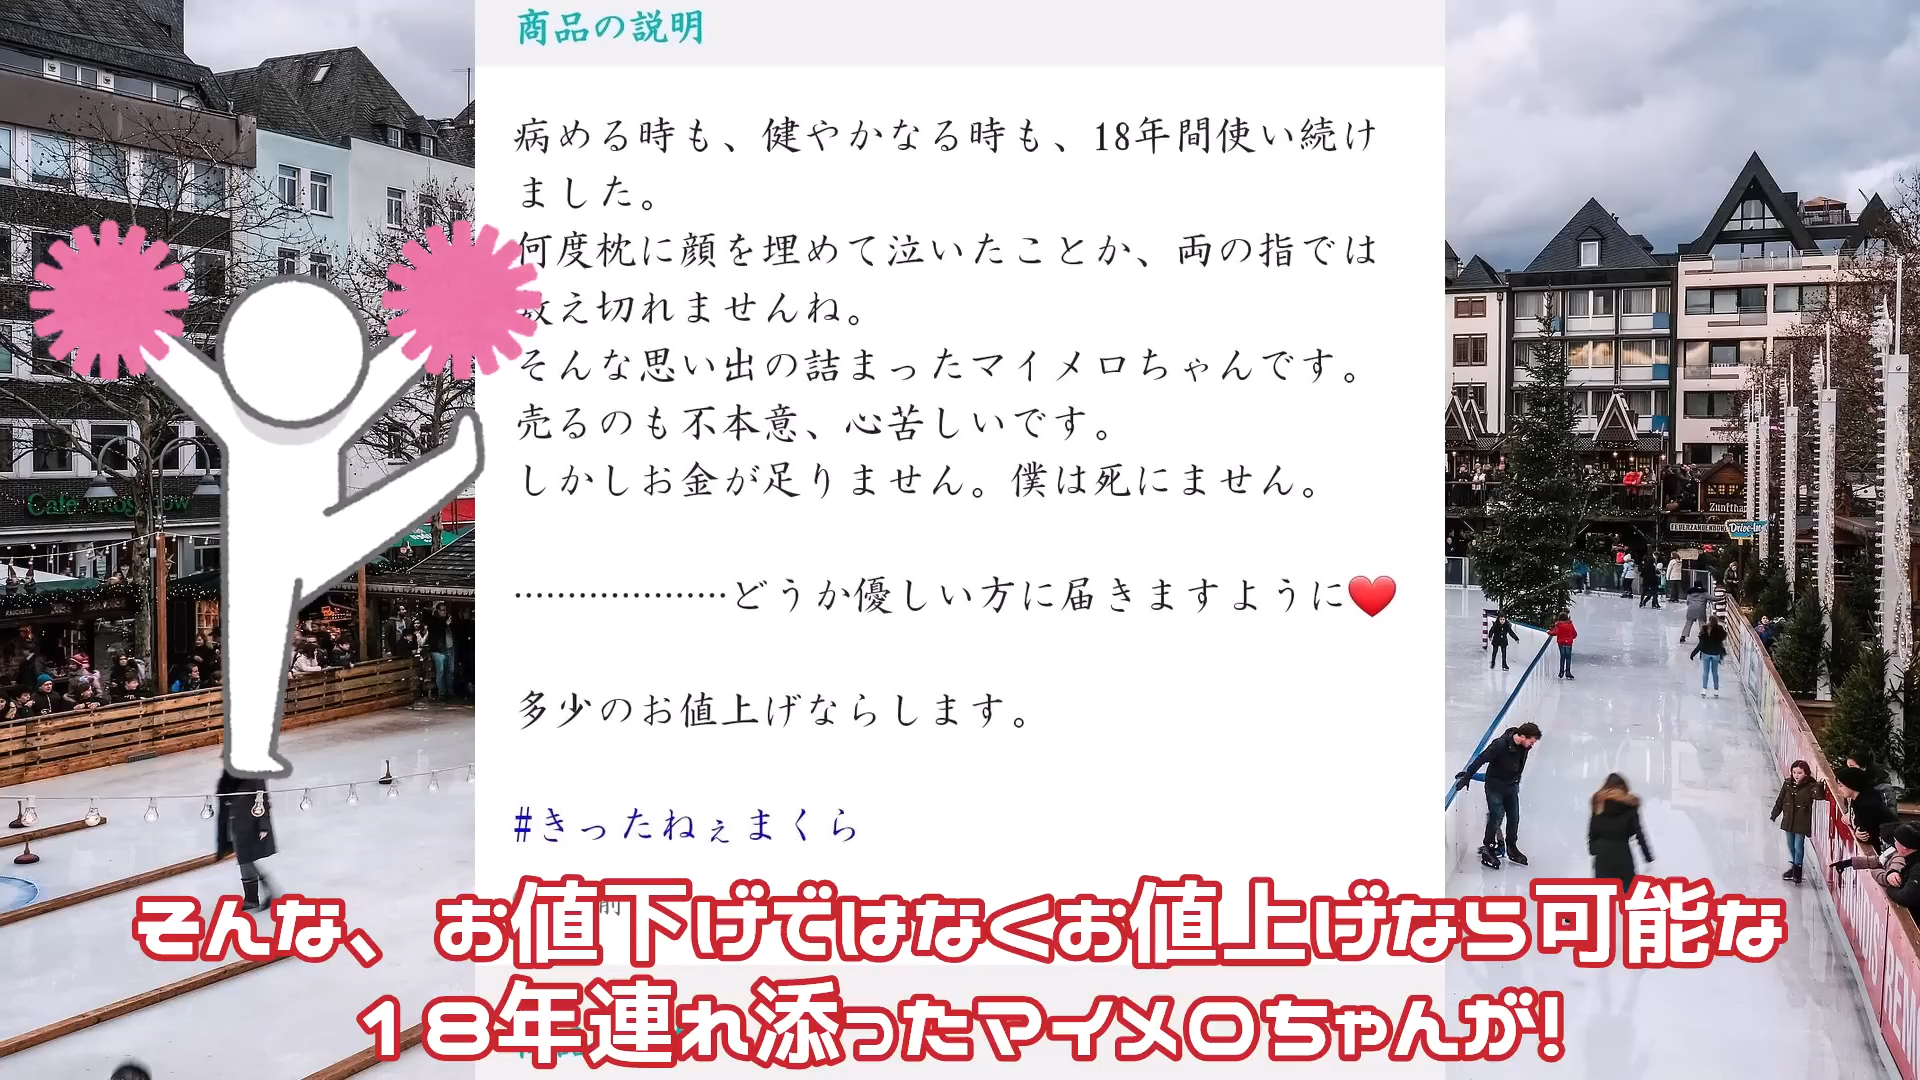 商品の説明
病める時も、健やかなる時も、18年間使い続け
ました。
何度枕に顔を埋めて泣いたことか、両の指では
数え切れませんね。
そんな思い出の詰まったマイメロちゃんです。
売るのも不本意、心苦しいです。
しかしお金が足りません。僕は死にません。
…………………どうか優しい方に届きますように❤️
多少のお値上げならします。
#きったねぇまくら
前
そんな、お値下げではなくお値上げなら可能な
18年連れ添ったマイメロちゃんが!
Cafe
Zunftha
Drive-In